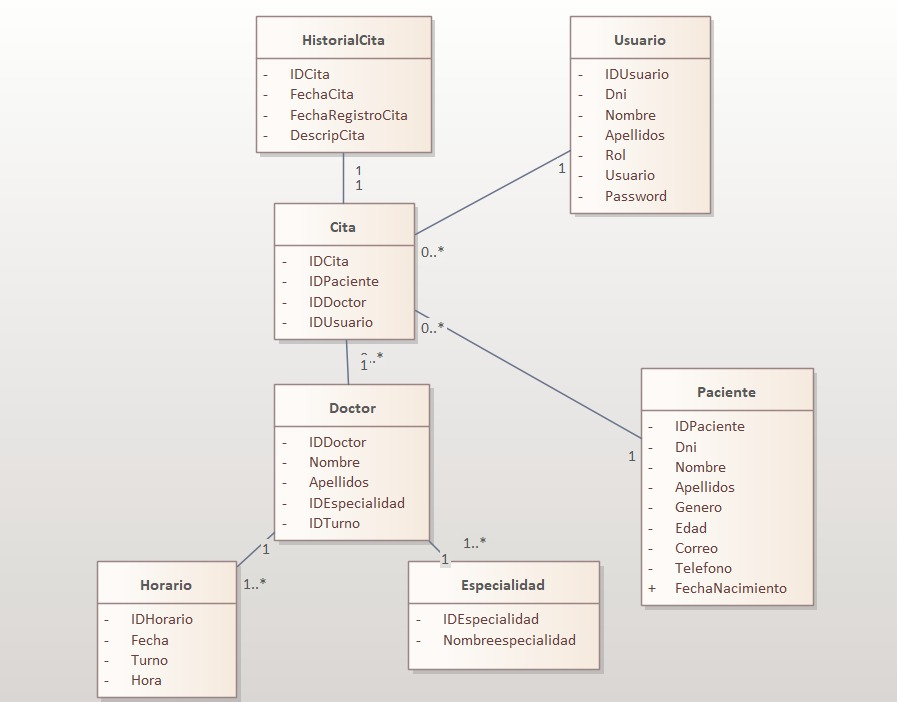 HistorialCita
- IDCita
- FechaCita
- FechaRegistroCita
- DescripCita
Usuario
- IDUsuario
- Dni
- Nombre
- Apellidos
- Rol
- Usuario
- Password
1
1
1
0..*
Cita
- IDCita
- IDPaciente
- IDDoctor
- IDUsuario
0..*
1
1
Doctor
- IDDoctor
- Nombre
- Apellidos
- IDEspecialidad
- IDTurno
Paciente
- IDPaciente
- Dni
- Nombre
- Apellidos
- Genero
- Edad
- Correo
- Telefono
+ FechaNacimiento
1
1..*
1..*
1
Horario
- IDHorario
- Fecha
- Turno
- Hora
Especialidad
- IDEspecialidad
- Nombreespecialidad